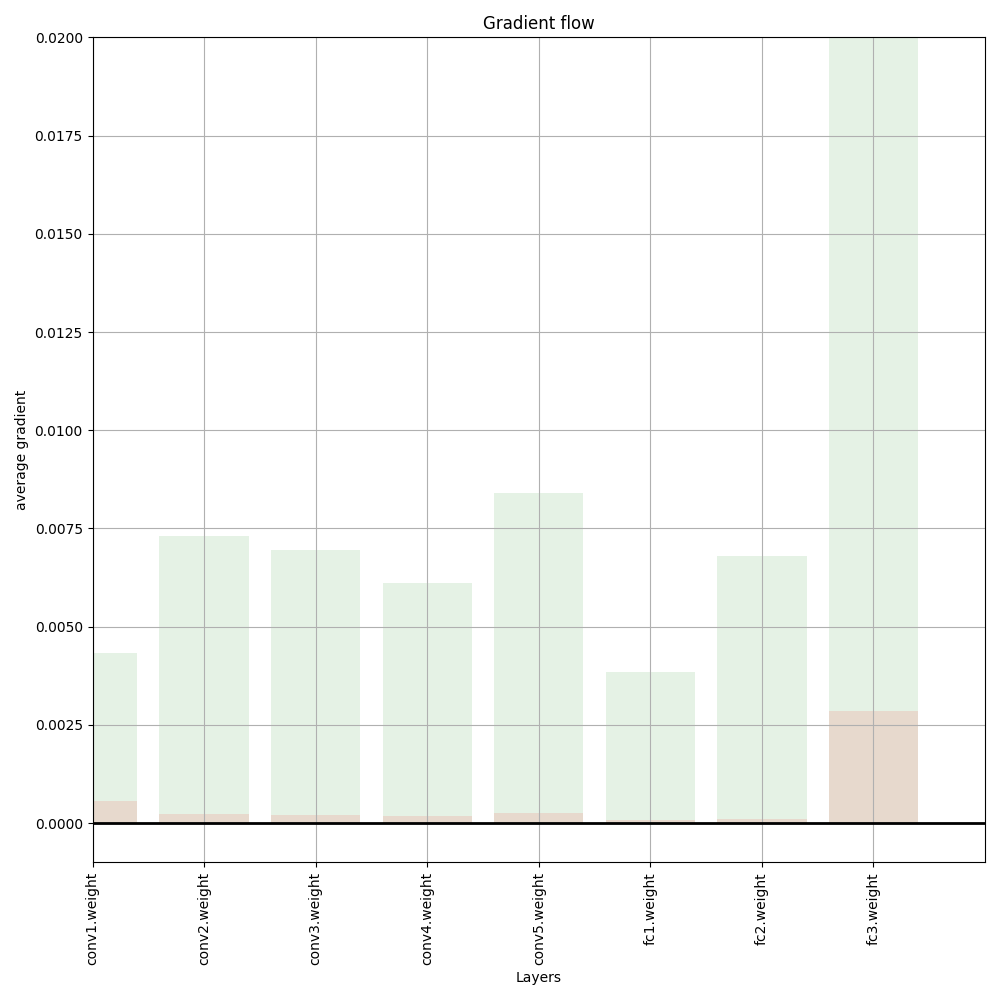 Gradient flow
0.0200
0.0175
0.0150
0.0125
0.0100
0.0075
0.0050
0.0025
0.0000
average gradient
conv1.weight
conv2.weight
conv3.weight
conv4.weight
conv5.weight
fc1.weight
fc2.weight
fc3.weight
Layers